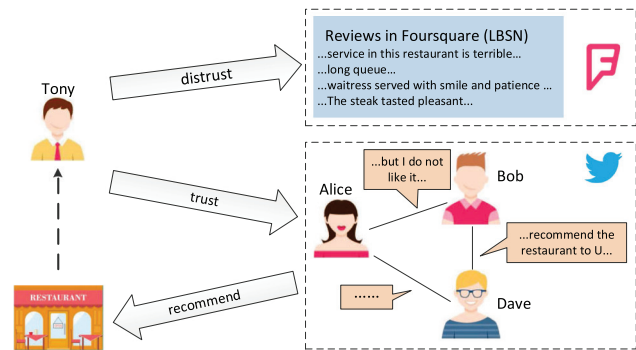 Reviews in Foursquare (LBSN)
...service in this restaurant is terrible...
...long queue...
...waitress served with smile and patience ...
...The steak tasted pleasant...
distrust
Tony
trust
Alice
...but I do not
like it...
Bob
...recommend the
restaurant to U...
RESTAURANT
recommend
......
Dave